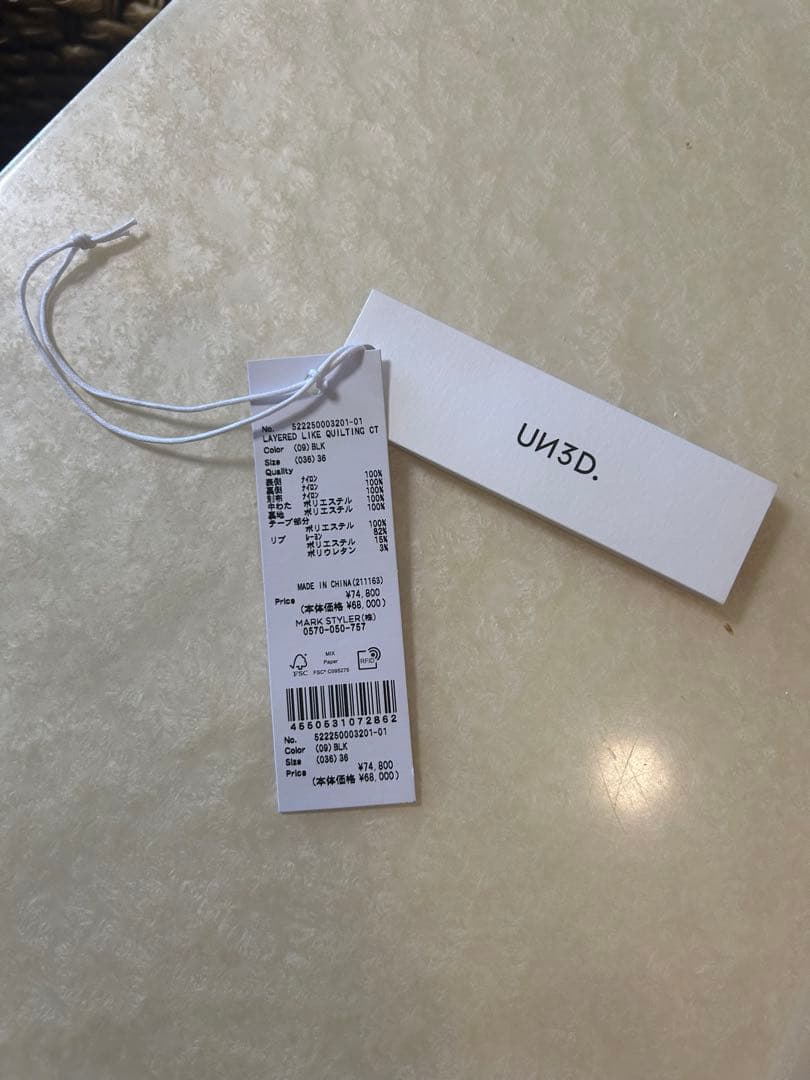 No. 522250003201-01
LAYERED LIKE QUILTING CT
Color (09)BLK
Size (036)36
Quality
表側 ナイロン 100%
裏側 ナイロン 100%
別布 ナイロン 100%
中わた ポリエステル 100%
裏地 ポリエステル 100%
テープ部分
ポリエステル 100%
リブ レーヨン 82%
ポリエステル 15%
ポリウレタン 3%
MADE IN CHINA(211163)
Price ¥74,800
(本体価格 ¥68,000)
MARK STYLER(株)
0570-050-757
MIX
Paper
FSC FSC® C095275
RFID
4550531072862
No. 522250003201-01
Color (09)BLK
Size (036)36
Price ¥74,800
(本体価格 ¥68,000)
UИ3D.